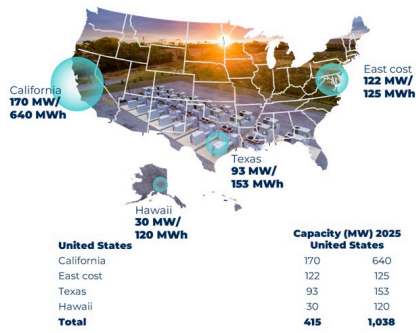 California
170 MW/
640 MWh
East cost
122 MW/
125 MW
Texas
93 MW/
153 MWh
Hawaii
30 MW/
120 MWh
Capacity (MW) 2025
United States United States
California 170 640
East cost 122 125
Texas 93 153
Hawaii 30 120
Total 415 1,038